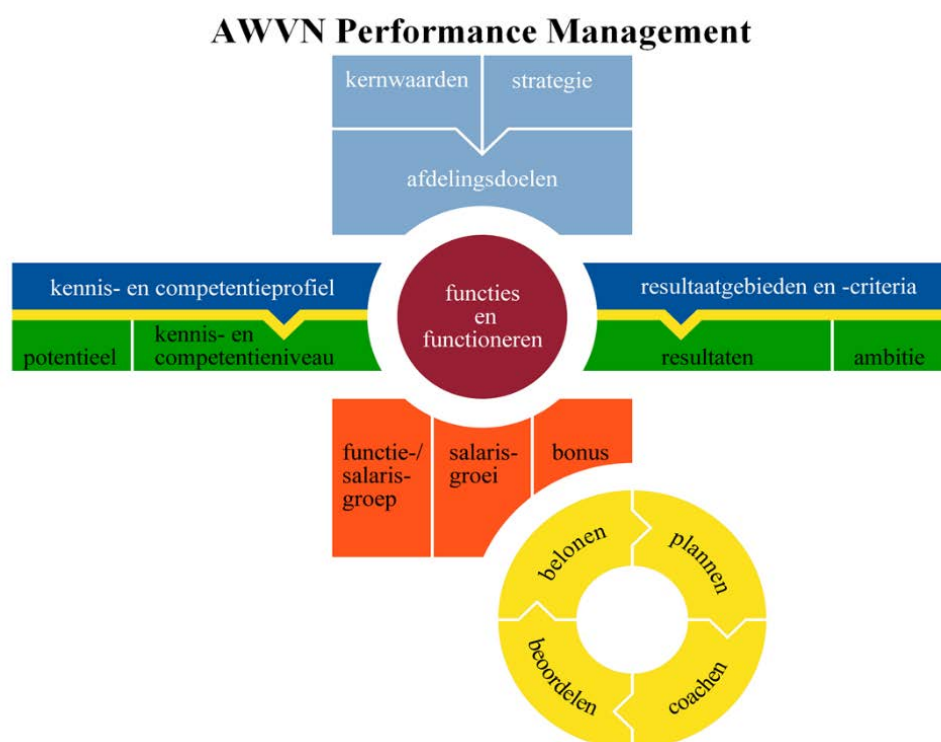 AWVN Performance Management
kernwaarden
strategie
afdelingsdoelen
kennis- en competentieprofiel
functies
en
functioneren
resultaatgebieden en -criteria
potentieel
kennis- en
competentieniveau
resultaten
ambitie
functie-/
salaris-
groep
salaris-
groei
bonus
belonen
plannen
beoordelen
coachen